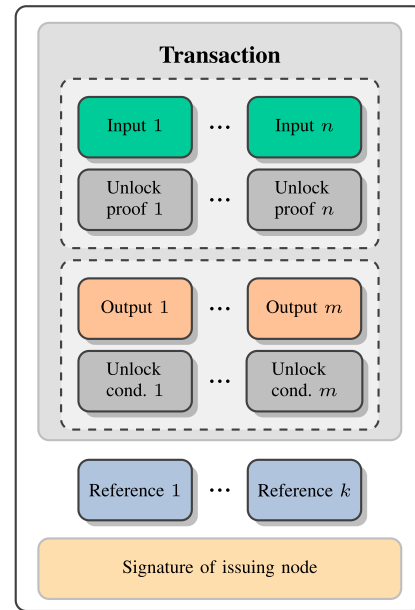 Transaction
Input 1 ... Input n
Unlock proof 1 ... Unlock proof n
Output 1 ... Output m
Unlock cond. 1 ... Unlock cond. m
Reference 1 ... Reference k
Signature of issuing node